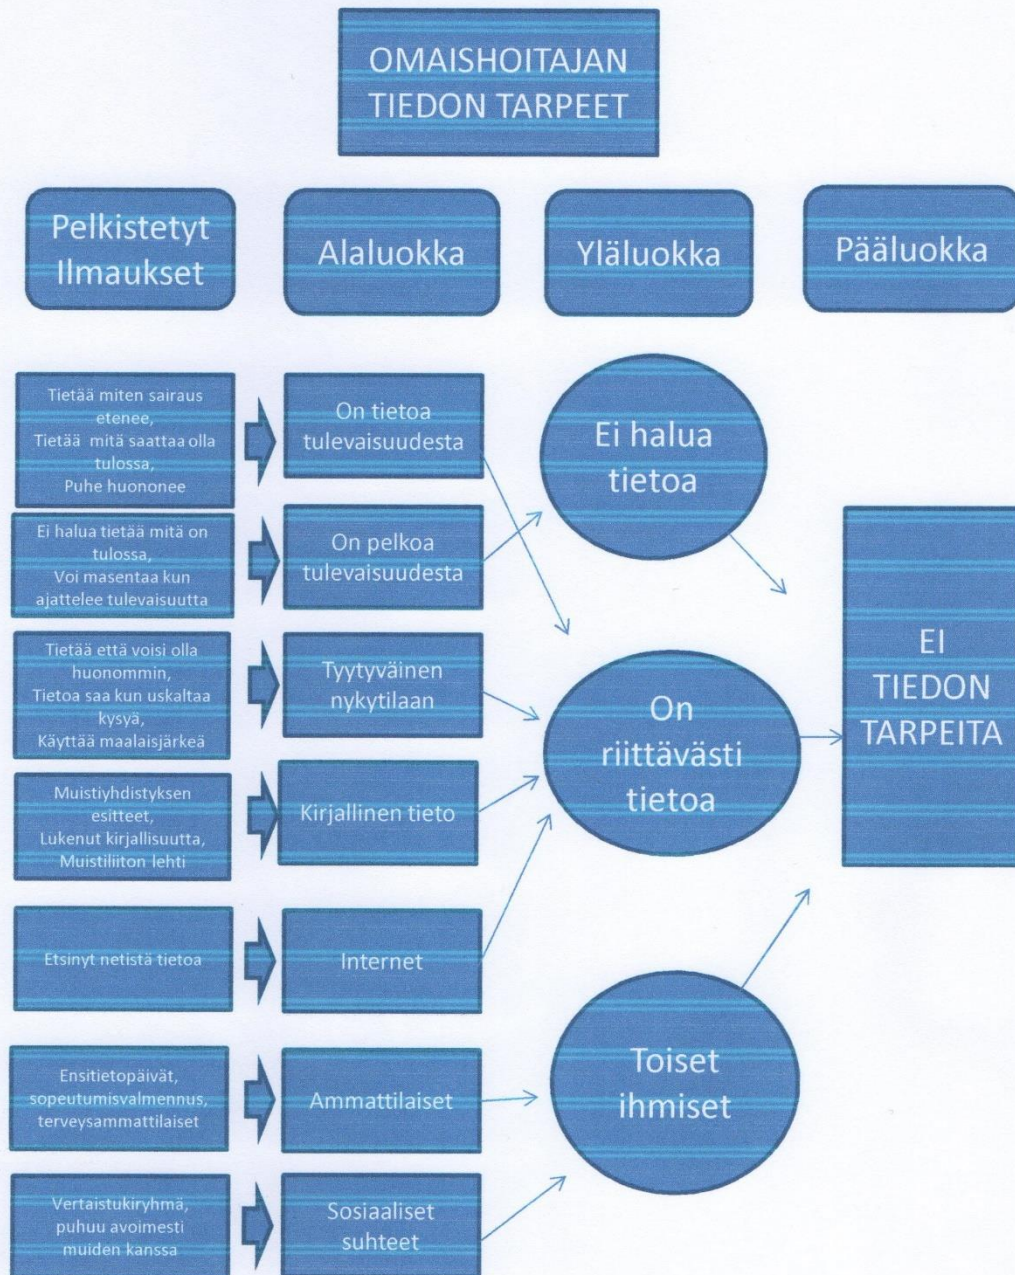 OMAISHOITAJAN
TIEDON TARPEET
Pelkistetyt
Ilmaukset
Alaluokka
Yläluokka
Pääluokka
Tietää miten sairaus
etenee,
Tietää mitä saattaa olla
tulossa,
Puhe huononee
On tietoa
tulevaisuudesta
Ei halua
tietoa
Ei halua tietää mitä on
tulossa,
Voi masentaa kun
ajattelee tulevaisuutta
On pelkoa
tulevaisuudesta
Tietää että voisi olla
huonommin,
Tietoa saa kun uskaltaa
kysyä,
Käyttää maalaisjärkeä
Tyytyväinen
nykytilaan
On
riittävästi
tietoa
EI
TIEDON
TARPEITA
Muistiyhdistyksen
esitteet,
Lukenut kirjallisuutta,
Muistiliiton lehti
Kirjallinen tieto
Etsinyt netistä tietoa
Internet
Ensitietopäivät,
sopeutumisvalmennus,
terveysammattilaiset
Ammattilaiset
Toiset
ihmiset
Vertaistukiryhmä,
puhuu avoimesti
muiden kanssa
Sosiaaliset
suhteet